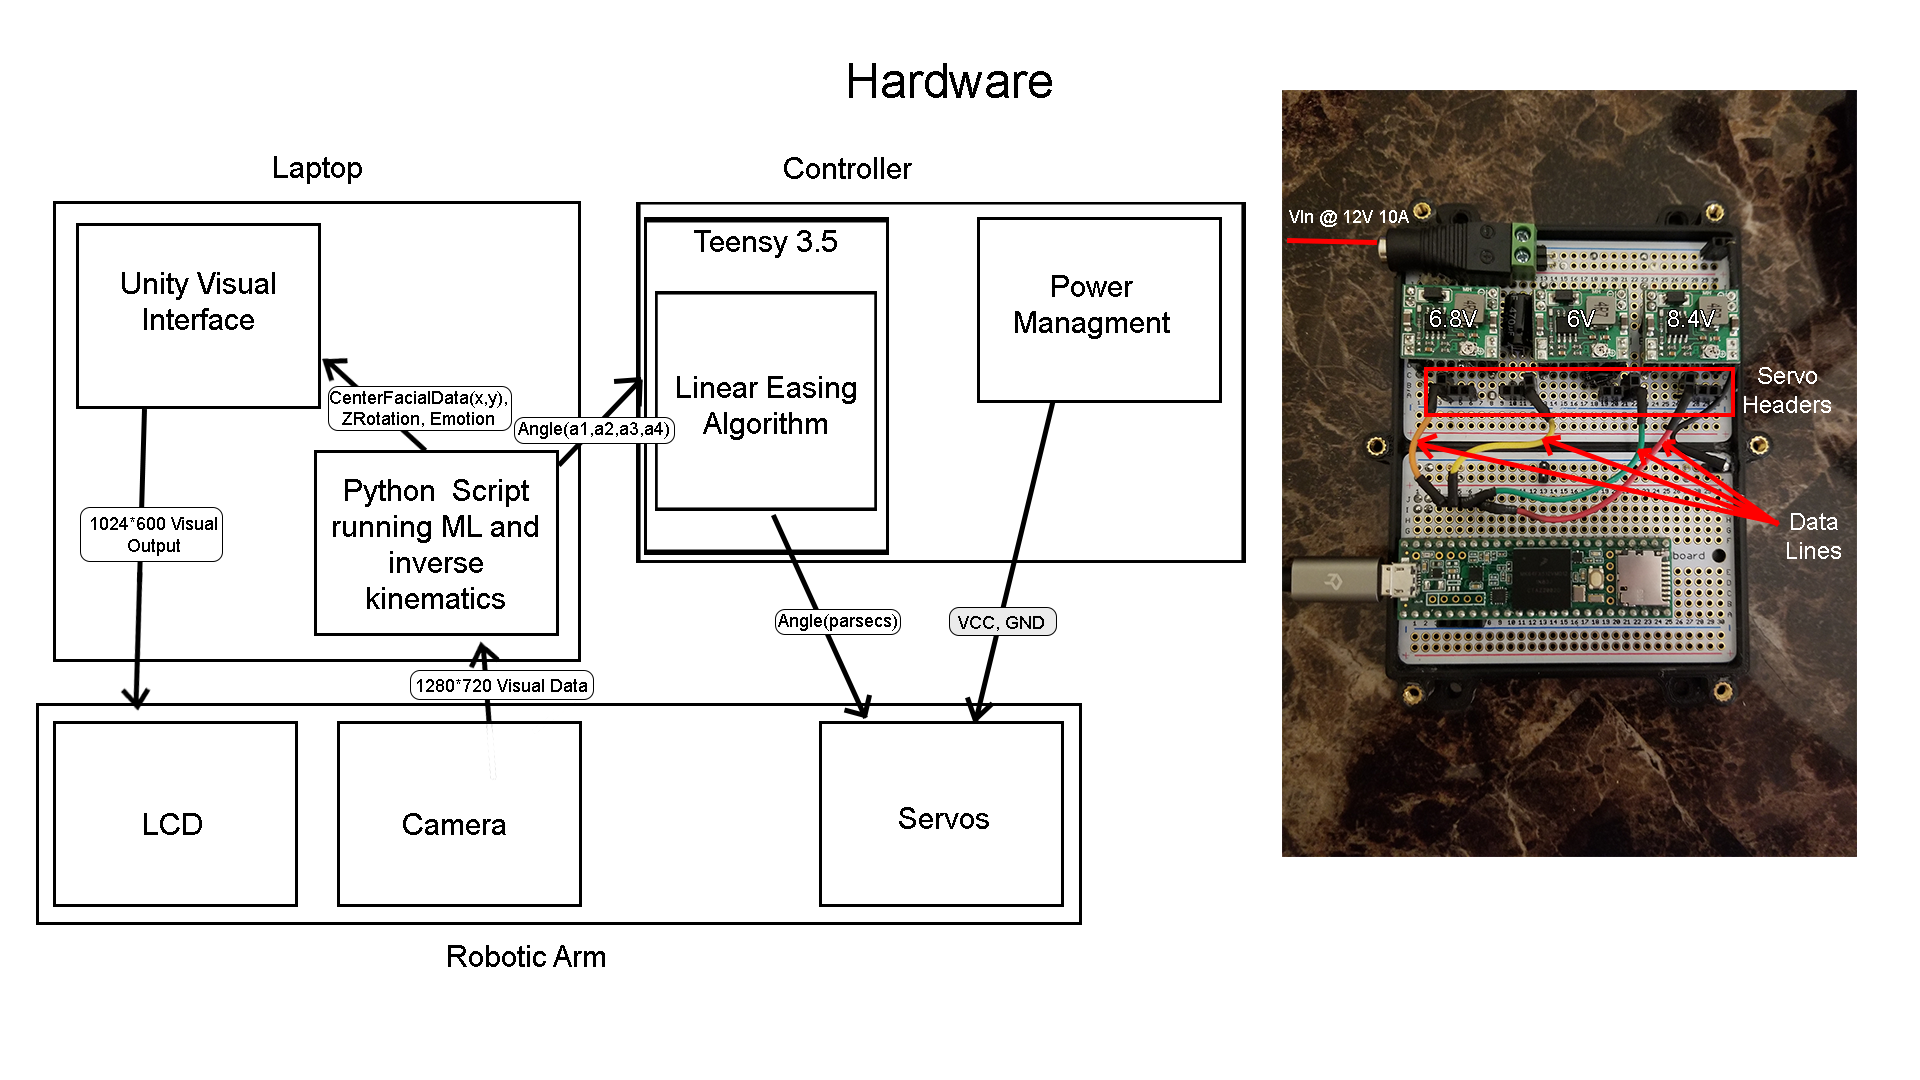 Hardware
Laptop
Controller
Unity Visual
Interface
CenterFacialData(x,y),
ZRotation, Emotion
1024*600 Visual
Output
Python  Script
running ML and
inverse
kinematics
Angle(a1,a2,a3,a4)
Teensy 3.5
Linear Easing
Algorithm
Power
Managment
Angle(parsecs)
VCC, GND
1280*720 Visual Data
LCD
Camera
Servos
Robotic Arm
VIn @ 12V 10A
6.8V
6V
8.4V
Servo
Headers
Data
Lines
board